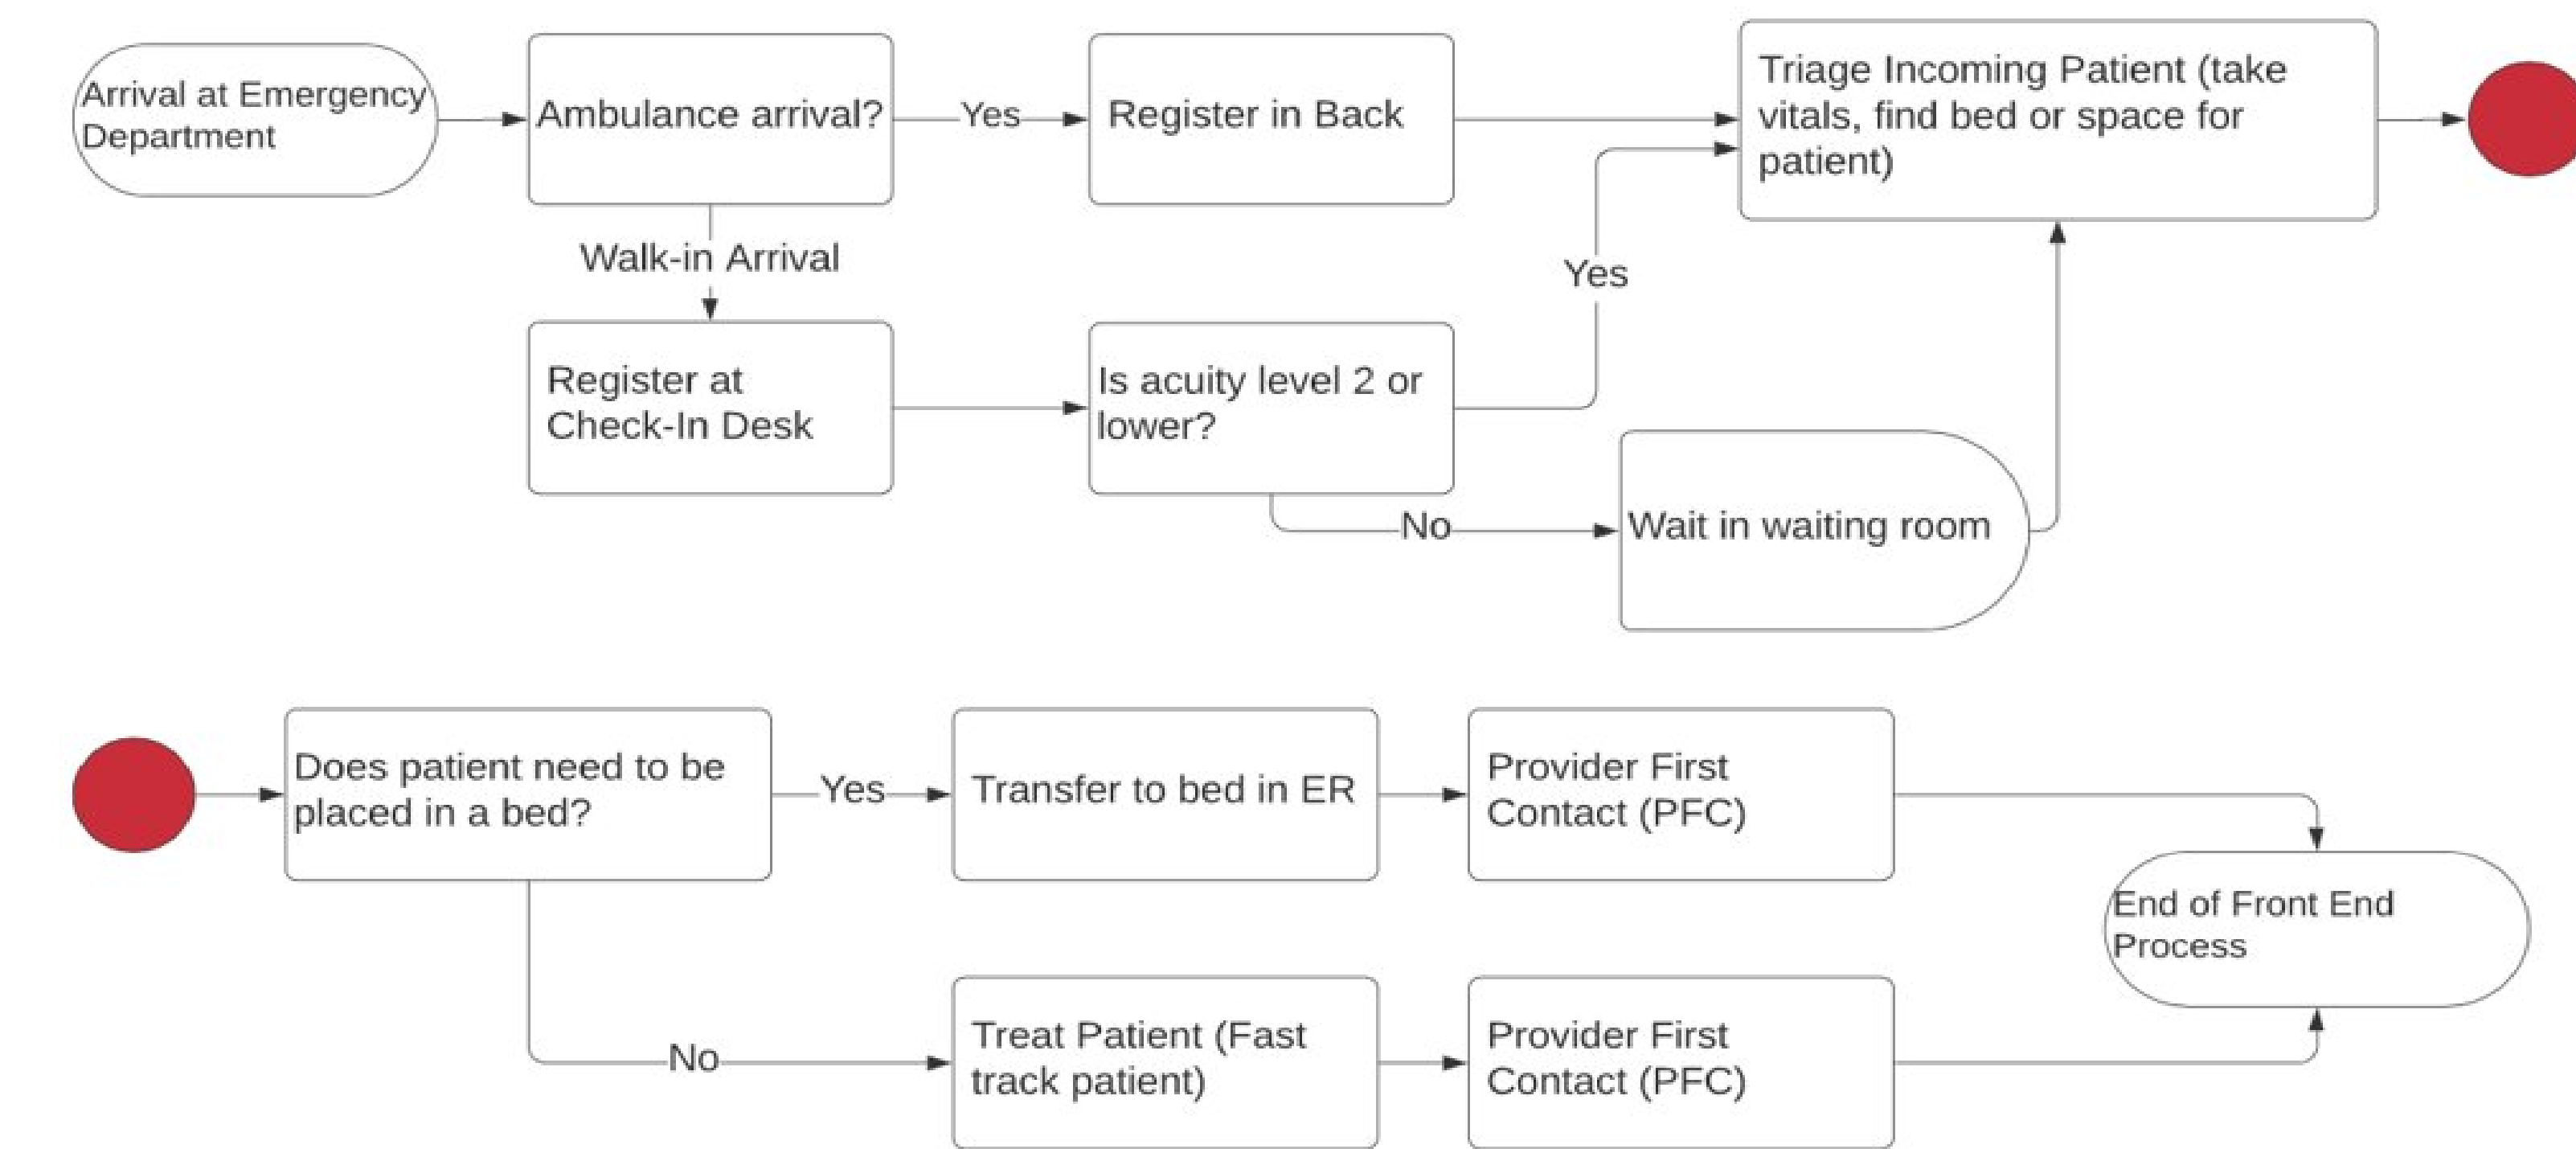 Arrival at Emergency
Department
Ambulance arrival?
Yes
Register in Back
Triage Incoming Patient (take
vitals, find bed or space for
patient)
Walk-in Arrival
Yes
Register at
Check-In Desk
Is acuity level 2 or
lower?
No
Wait in waiting room
Does patient need to be
placed in a bed?
Yes
Transfer to bed in ER
Provider First
Contact (PFC)
End of Front End
Process
No
Treat Patient (Fast
track patient)
Provider First
Contact (PFC)